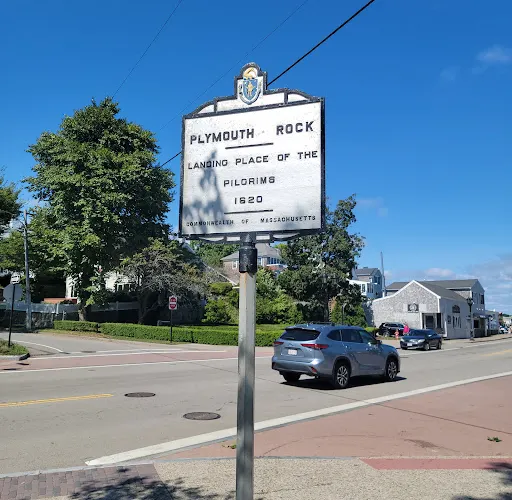 PLYMOUTH ROCK
LANDING PLACE OF THE
PILGRIMS
1620
COMMONWEALTH OF MASSACHUSETTS